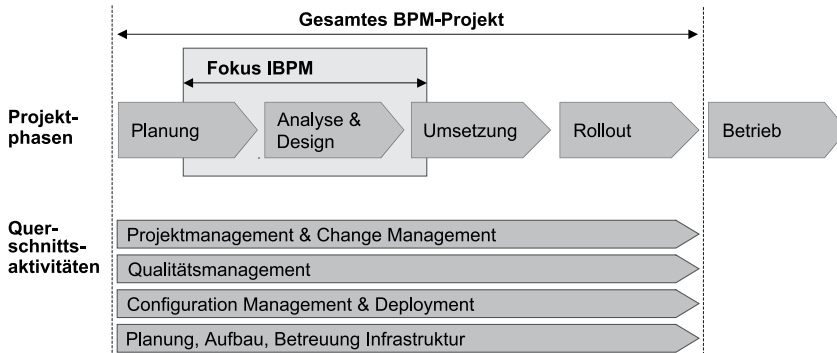 Gesamtes BPM-Projekt
Fokus IBPM
Projekt-
phasen
Planung
Analyse &
Design
Umsetzung
Rollout
Betrieb
Quer-
schnitts-
aktivitäten
Projektmanagement & Change Management
Qualitätsmanagement
Configuration Management & Deployment
Planung, Aufbau, Betreuung Infrastruktur